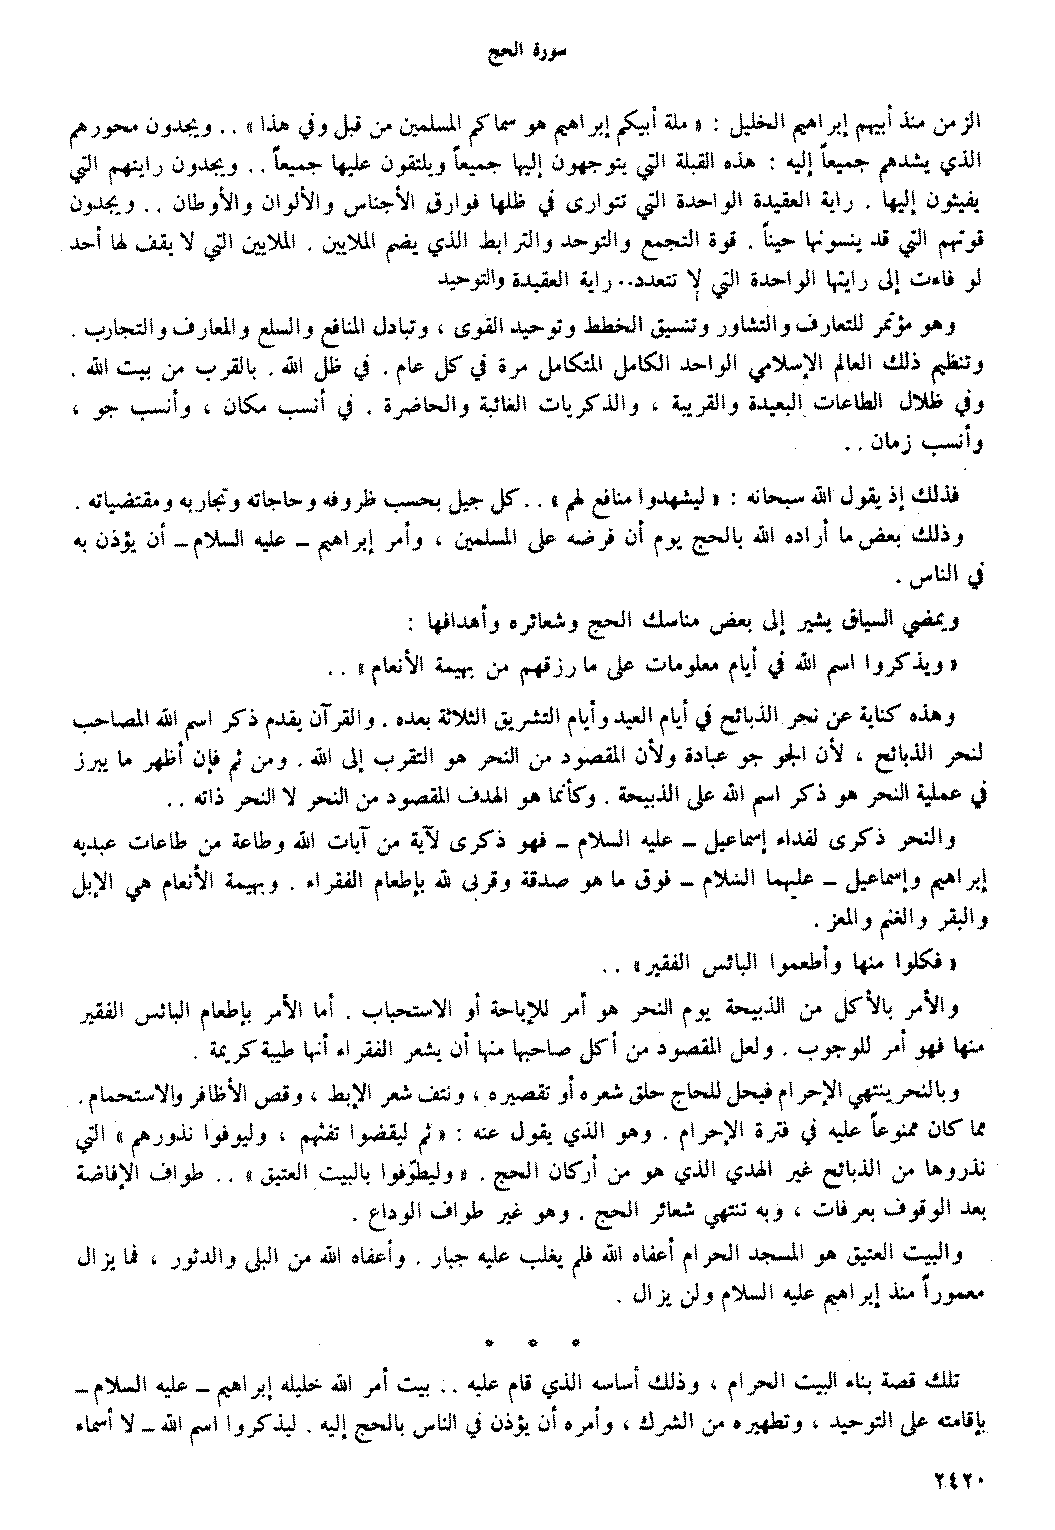 سورة الحج
الزمن منذ أبيهم إبراهيم الخليل : « ملة أبيكم إبراهيم هو سماكم المسلمين من قبل وفي هذا » .. ويجدون محورهم
الذي يشدهم جميعاً إليه : هذه القبلة التي يتوجهون إليها جميعاً ويلتقون عليها جميعاً .. ويجدون رايتهم التي
يفيئون إليها . راية العقيدة الواحدة التي تتوارى في ظلها فوارق الأجناس والألوان والأوطان .. ويجدون
قوتهم التي قد ينسونها حيناً . قوة التجمع والتوحد والترابط الذي يضم الملايين . الملايين التي لا يقف لها أحد
لو فاءت إلى رايتها الواحدة التي لا تتعدد.. راية العقيدة والتوحيد
وهو مؤتمر للتعارف والتشاور وتنسيق الخطط وتوحيد القوى ، وتبادل المنافع والسلع والمعارف والتجارب .
وتنظيم ذلك العالم الإسلامي الواحد الكامل المتكامل مرة في كل عام . في ظل الله . بالقرب من بيت الله .
وفي ظلال الطاعات البعيدة والقريبة ، والذكريات الغائبة والحاضرة . في أنسب مكان ، وأنسب جو ،
وأنسب زمان ..
فذلك إذ يقول الله سبحانه : « ليشهدوا منافع لهم » .. كل جيل بحسب ظروفه وحاجاته وتجاربه ومقتضياته .
وذلك بعض ما أراده الله بالحج يوم أن فرضه على المسلمين ، وأمر إبراهيم – عليه السلام – أن يؤذن به
في الناس .
ويمضي السياق يشير إلى بعض مناسك الحج وشعائره وأهدافها :
« ويذكروا اسم الله في أيام معلومات على ما رزقهم من بهيمة الأنعام » ..
وهذه كناية عن نحر الذبائح في أيام العيد وأيام التشريق الثلاثة بعده . والقرآن يقدم ذكر اسم الله المصاحب
لنحر الذبائح ، لأن الجو جو عبادة ولأن المقصود من النحر هو التقرب إلى الله . ومن ثم فإن أظهر ما يبرز
في عملية النحر هو ذكر اسم الله على الذبيحة . وكأنما هو الهدف المقصود من النحر لا النحر ذاته ..
والنحر ذكرى لفداء إسماعيل – عليه السلام – فهو ذكرى لآية من آيات الله وطاعة من طاعات عبديه
إبراهيم وإسماعيل – عليهما السلام – فوق ما هو صدقة وقربى لله بإطعام الفقراء . وبهيمة الأنعام هي الإبل
والبقر والغنم والمعز .
« فكلوا منها وأطعموا البائس الفقير» ..
والأمر بالأكل من الذبيحة يوم النحر هو أمر للإباحة أو الاستحباب . أما الأمر بإطعام البائس الفقير
منها فهو أمر للوجوب . ولعل المقصود من أكل صاحبها منها أن يشعر الفقراء أنها طيبة كريمة .
وبالنحر ينتهي الإحرام فيحل للحاج حلق شعره أو تقصيره ، ونتف شعر الإبط ، وقص الأظافر والاستحمام .
مما كان ممنوعاً عليه في فترة الإحرام . وهو الذي يقول عنه : « ثم ليقضوا تفثهم ، وليوفوا نذورهم » التي
نذروها من الذبائح غير الهدي الذي هو من أركان الحج . « وليطوّفوا بالبيت العتيق » .. طواف الإفاضة
بعد الوقوف بعرفات ، وبه تنتهي شعائر الحج . وهو غير طواف الوداع .
والبيت العتيق هو المسجد الحرام أعفاه الله فلم يغلب عليه جبار . وأعفاه الله من البلى والدثور ، فما يزال
معموراً منذ إبراهيم عليه السلام ولن يزال .
* * *
تلك قصة بناء البيت الحرام ، وذلك أساسه الذي قام عليه .. بيت أمر الله خليله إبراهيم – عليه السلام –
بإقامته على التوحيد ، وتطهيره من الشرك ، وأمره أن يؤذن في الناس بالحج إليه . ليذكروا اسم الله – لا أسماء
٢٤٢٠